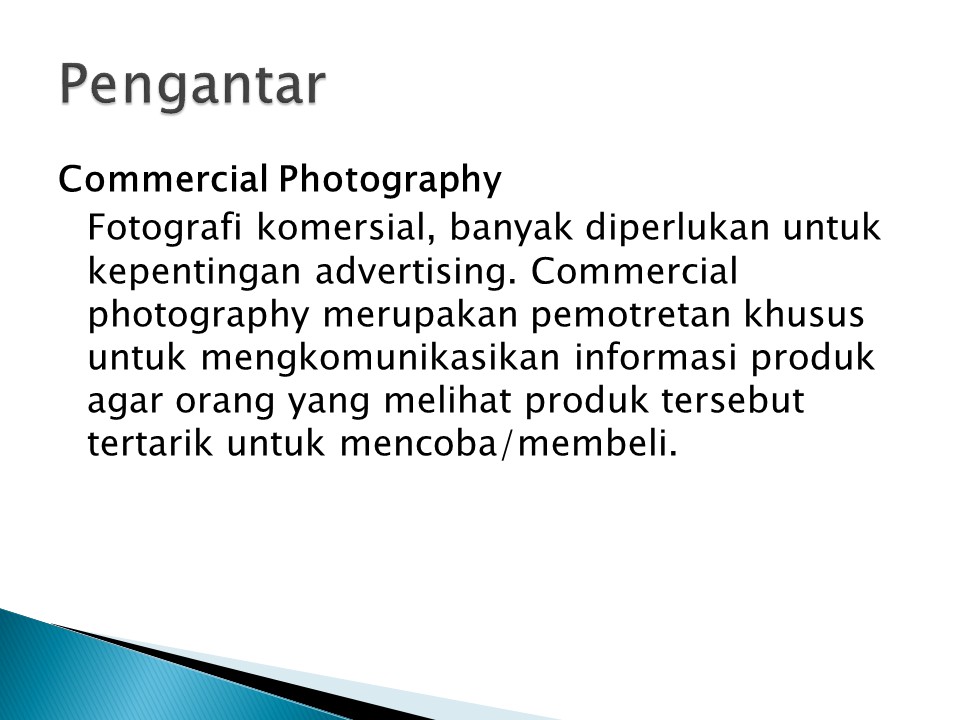 Pengantar
Commercial Photography
Fotografi komersial, banyak diperlukan untuk
kepentingan advertising. Commercial
photography merupakan pemotretan khusus
untuk mengkomunikasikan informasi produk
agar orang yang melihat produk tersebut
tertarik untuk mencoba/membeli.